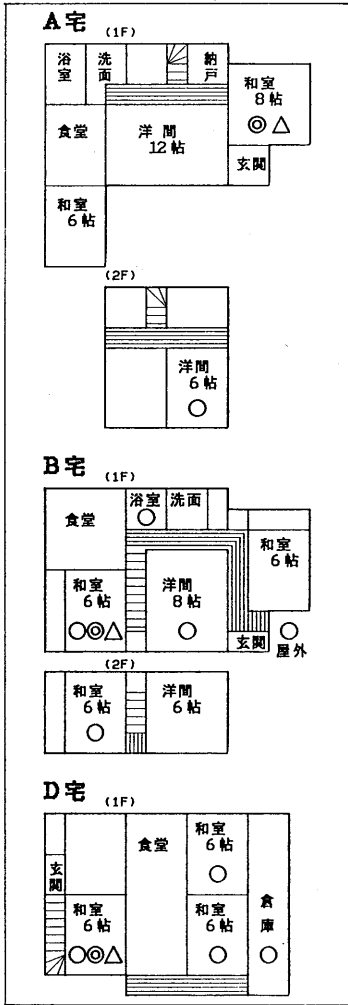 A宅 (1F)
浴室
洗面
納戸
和室
8帖
◎△
食堂
洋間
12帖
玄関
和室
6帖
(2F)
洋間
6帖
○
B宅 (1F)
食堂
浴室
○
洗面
和室
6帖
和室
6帖
○◎△
洋間
8帖
○
玄関
○
屋外
(2F)
和室
6帖
○
洋間
6帖
D宅 (1F)
食堂
和室
6帖
○
玄関
和室
6帖
○◎△
和室
6帖
○
倉庫
○